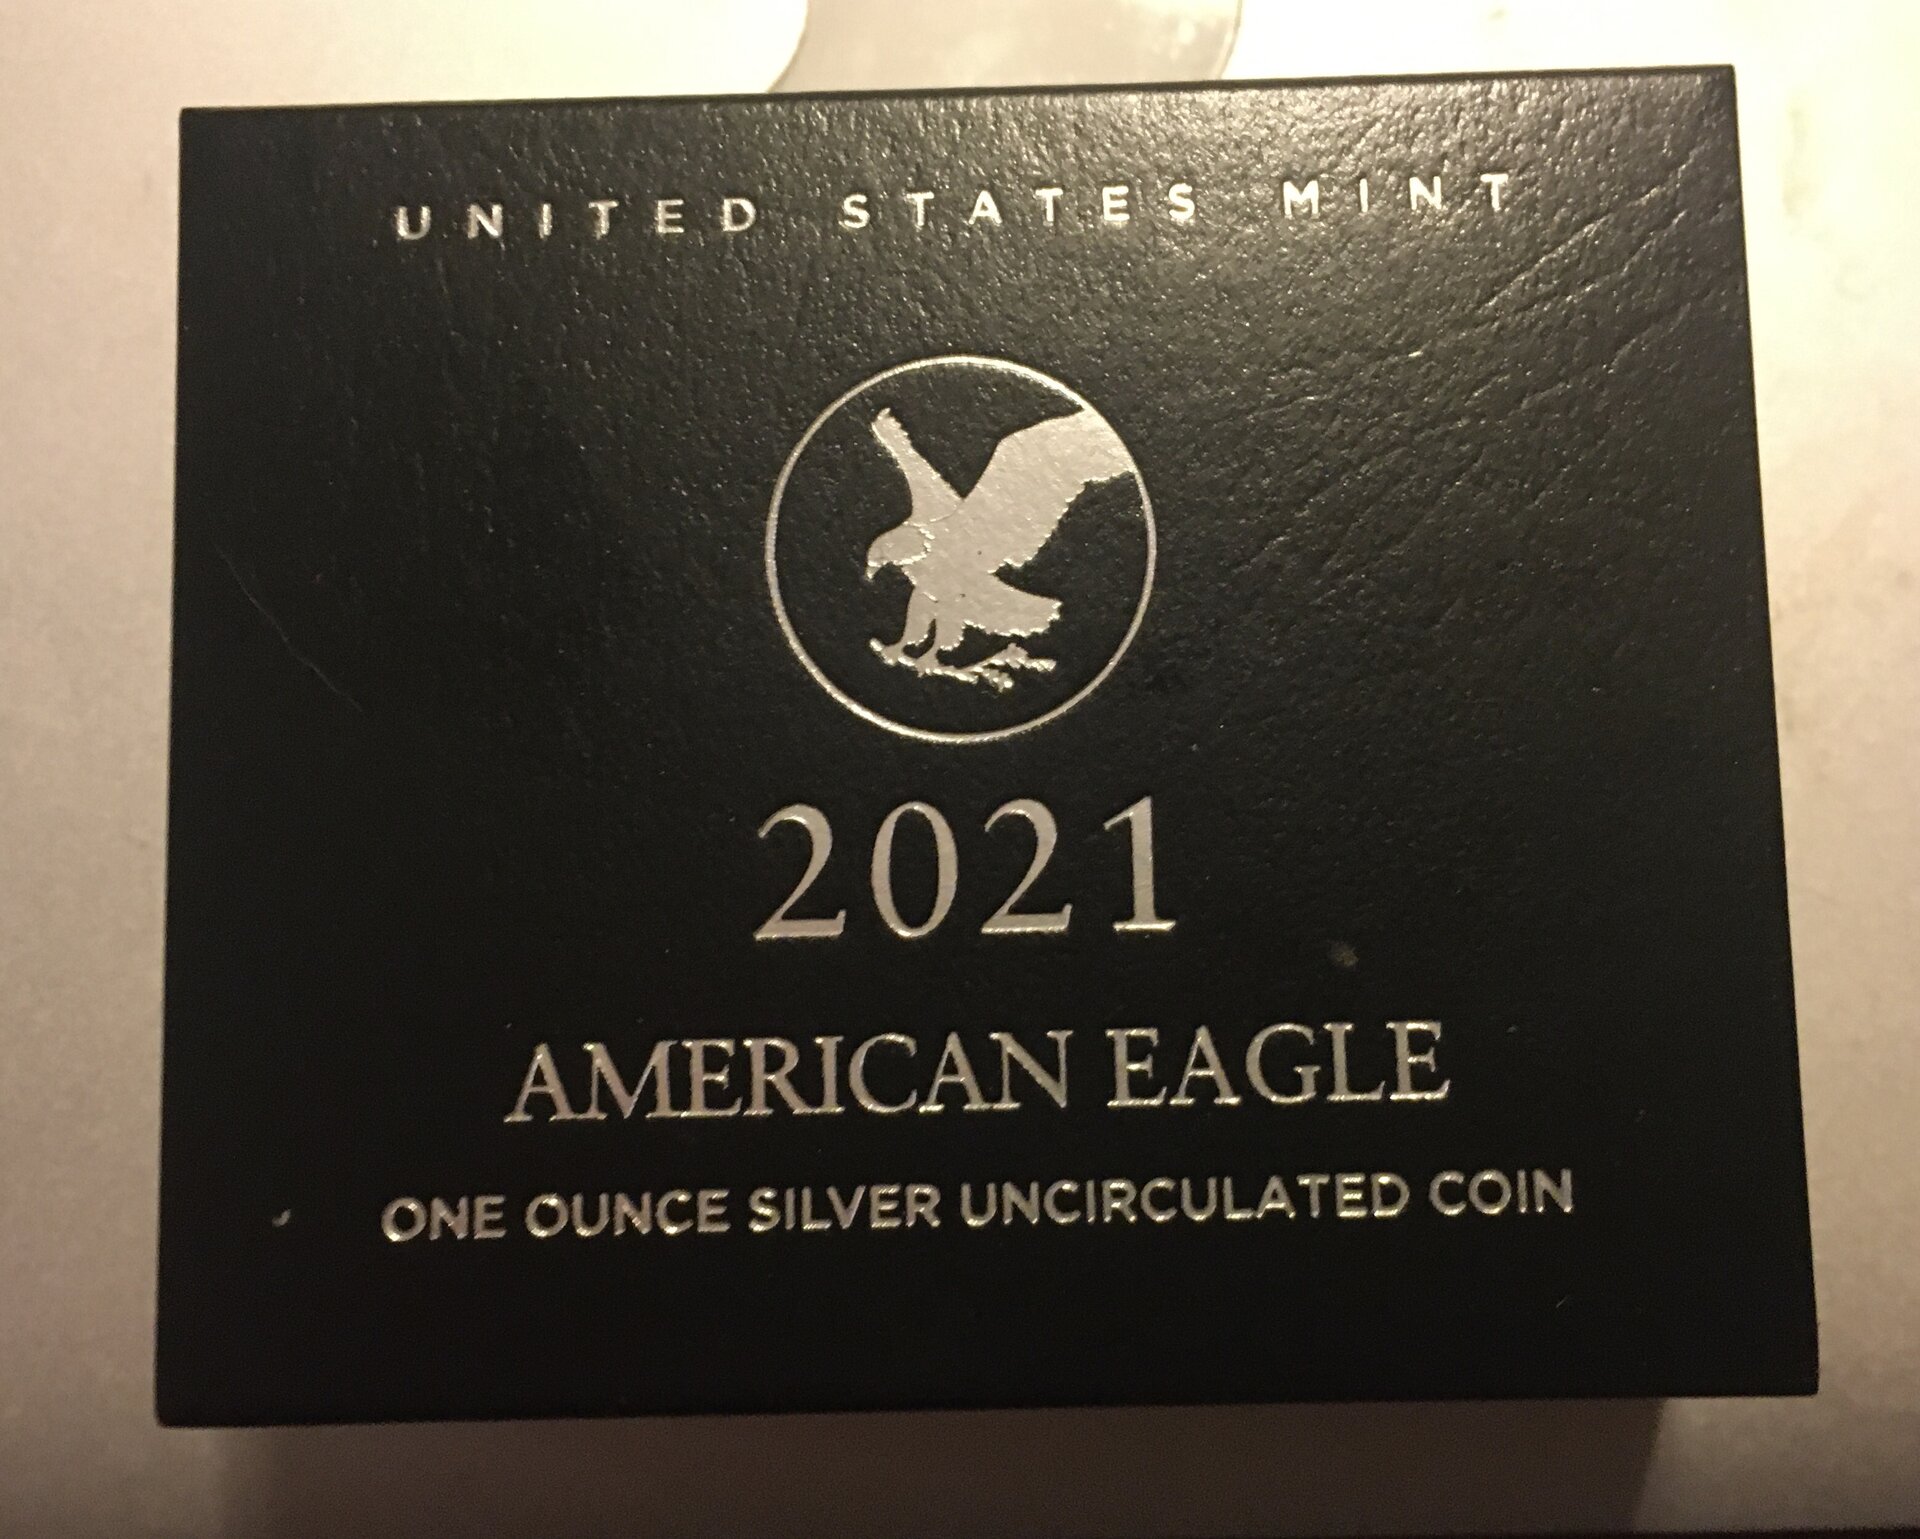 UNITED STATES MINT
2021
AMERICAN EAGLE
ONE OUNCE SILVER UNCIRCULATED COIN